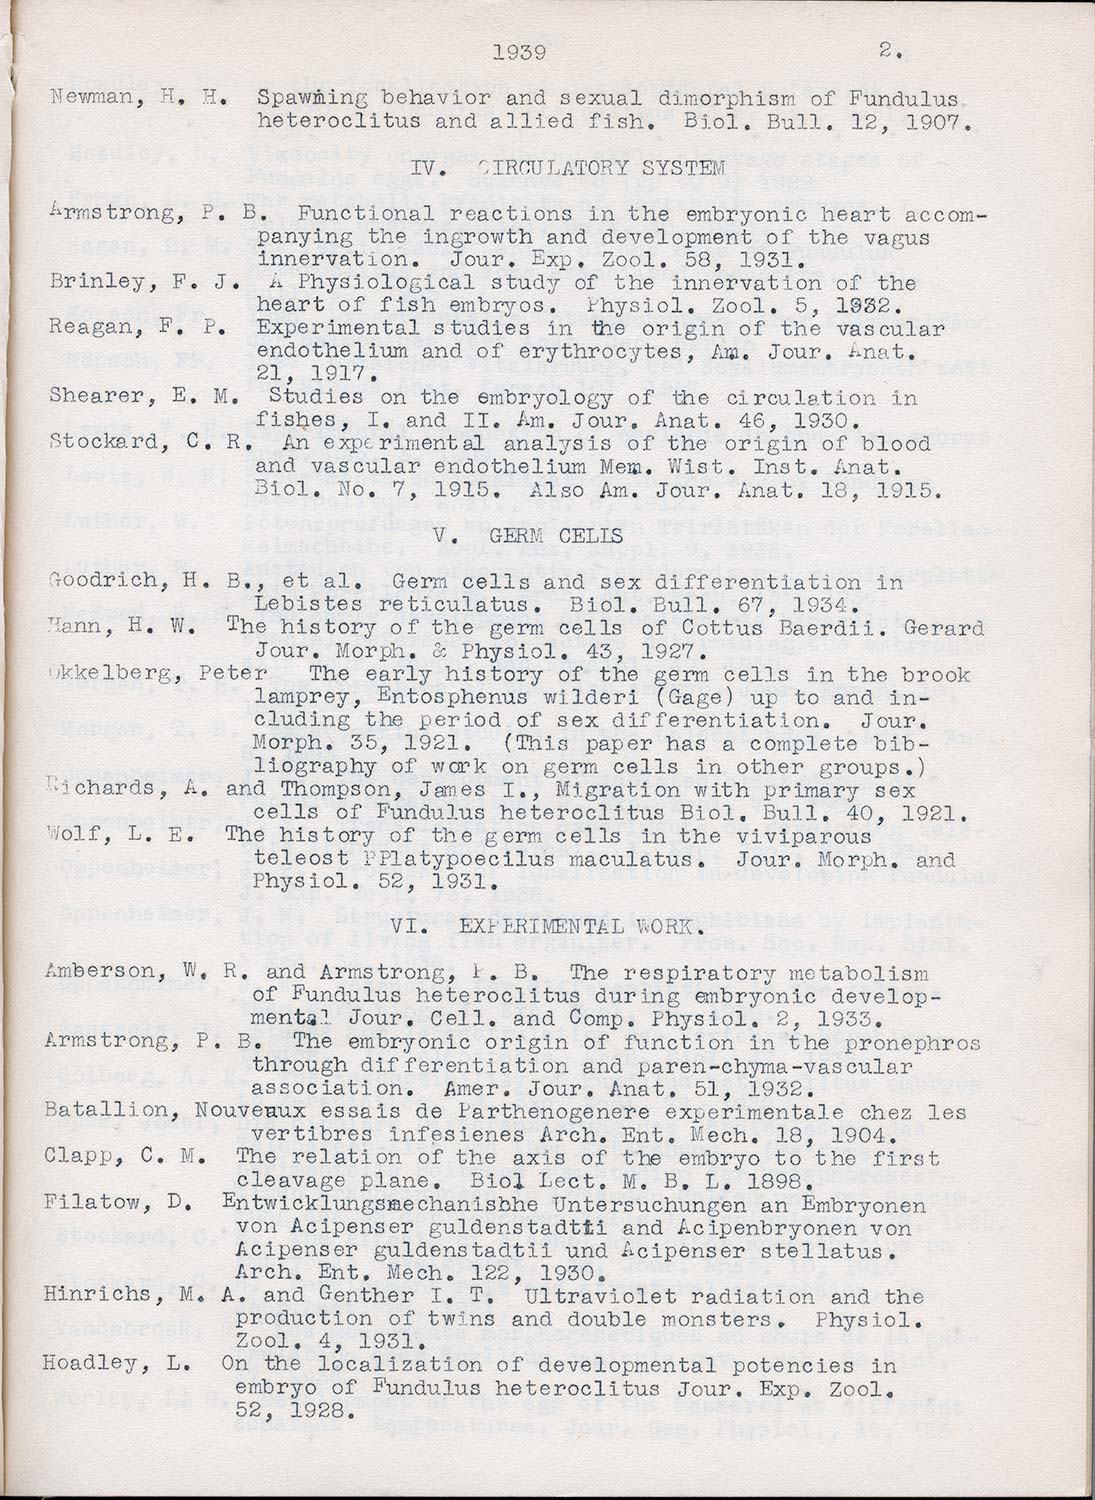 1939 2.
Newman, H. H. Spawning behavior and sexual dimorphism of Fundulus
heteroclitus and allied fish. Biol. Bull. 12, 1907.
IV. CIRCULATORY SYSTEM
Armstrong, P. B. Functional reactions in the embryonic heart accom-
panying the ingrowth and development of the vagus
innervation. Jour. Exp. Zool. 58, 1931.
Brinley, F. J. A Physiological study of the innervation of the
heart of fish embryos. Physiol. Zool. 5, 1932.
Reagan, F. P. Experimental studies in the origin of the vascular
endothelium and of erythrocytes, Am. Jour. Anat.
21, 1917.
Shearer, E. M. Studies on the embryology of the circulation in
fishes, I. and II. Am. Jour. Anat. 46, 1930.
Stockard, C. R. An experimental analysis of the origin of blood
and vascular endothelium Mem. Wist. Inst. Anat.
Biol. No. 7, 1915. Also Am. Jour. Anat. 18, 1915.
V. GERM CELLS
Goodrich, H. B., et al. Germ cells and sex differentiation in
Lebistes reticulatus. Biol. Bull. 67, 1934.
Hann, H. W. The history of the germ cells of Cottus Baerdii. Gerard
Jour. Morph. & Physiol. 43, 1927.
Okkelberg, Peter The early history of the germ cells in the brook
lamprey, Entosphenus wilderi (Gage) up to and in-
cluding the period of sex differentiation. Jour.
Morph. 35, 1921. (This paper has a complete bib-
liography of work on germ cells in other groups.)
Richards, A. and Thompson, James I., Migration with primary sex
cells of Fundulus heteroclitus Biol. Bull. 40, 1921.
Wolf, L. E. The history of the germ cells in the viviparous
teleost PPlatypoecilus maculatus. Jour. Morph. and
Physiol. 52, 1931.
VI. EXPERIMENTAL WORK.
Amberson, W. R. and Armstrong, P. B. The respiratory metabolism
of Fundulus heteroclitus during embryonic develop-
mental Jour. Cell. and Comp. Physiol. 2, 1933.
Armstrong, P. B. The embryonic origin of function in the pronephros
through differentiation and paren-chyma-vascular
association. Amer. Jour. Anat. 51, 1932.
Batallion, Nouveaux essais de Parthenogenere experimentale chez les
vertibres infesienes Arch. Ent. Mech. 18, 1904.
Clapp, C. M. The relation of the axis of the embryo to the first
cleavage plane. Biol Lect. M. B. L. 1898.
Filatow, D. Entwicklungsmechanishhe Untersuchungen an Embryonen
von Acipenser guldenstadtii and Acipenbryonen von
Acipenser guldenstadtii und Acipenser stellatus.
Arch. Ent. Mech. 122, 1930.
Hinrichs, M. A. and Genther I. T. Ultraviolet radiation and the
production of twins and double monsters. Physiol.
Zool. 4, 1931.
Hoadley, L. On the localization of developmental potencies in
embryo of Fundulus heteroclitus Jour. Exp. Zool.
52, 1928.